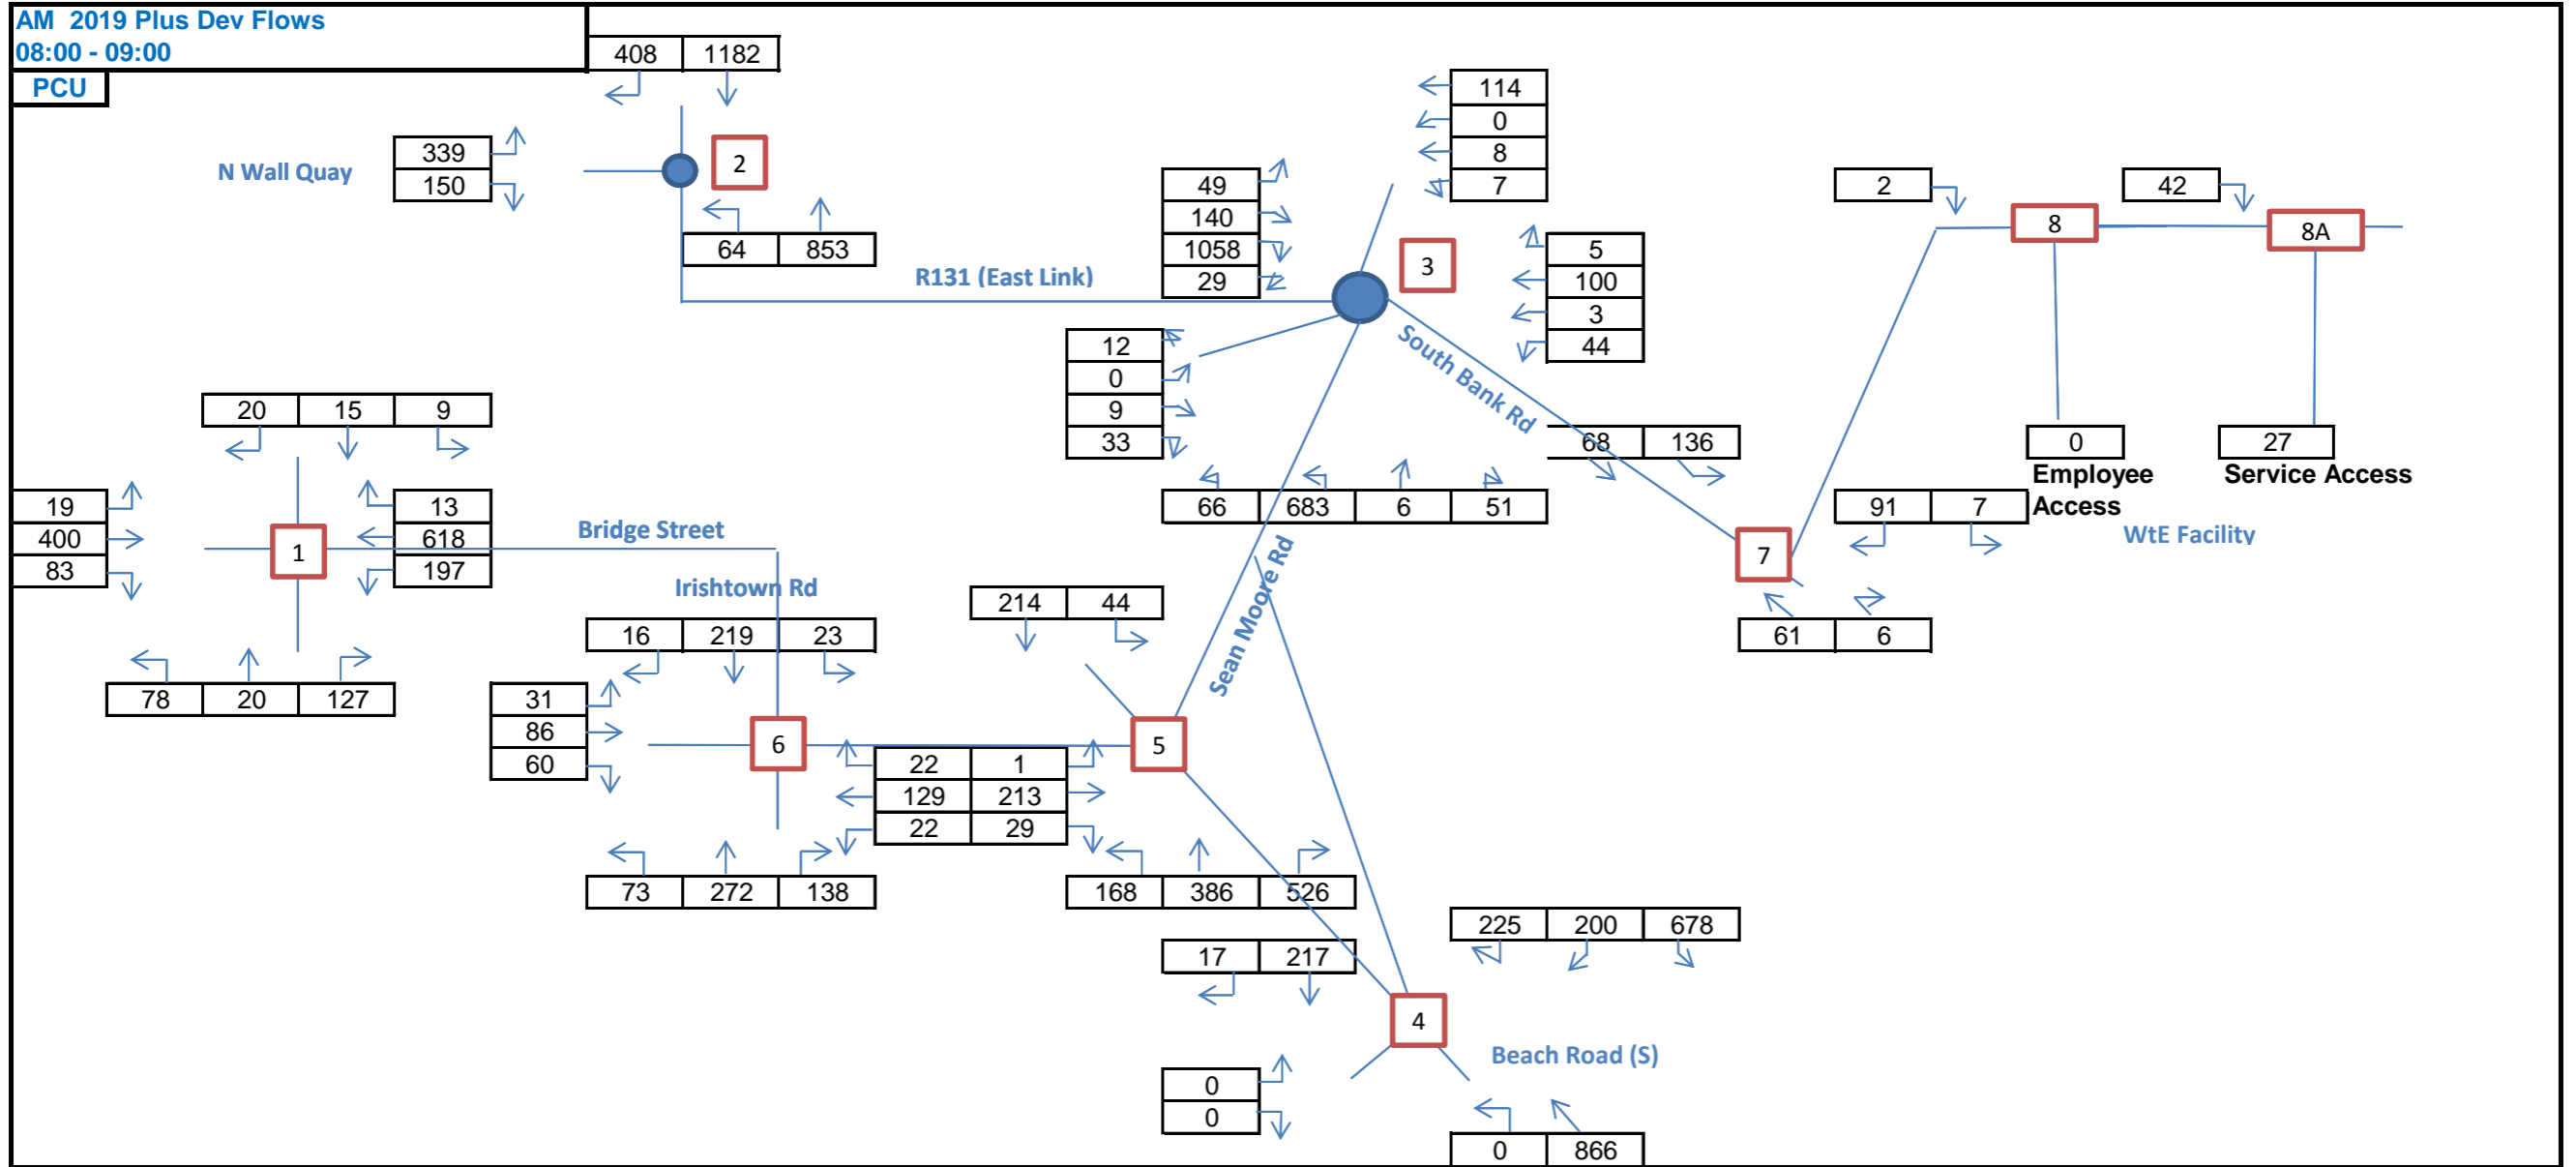 AM 2019 Plus Dev Flows
08:00 - 09:00
PCU
408 1182
N Wall Quay
339
150
2
64 853
R131 (East Link)
49
140
1058
29
114
0
8
7
3
5
100
3
44
12
0
9
33
South Bank Rd
66 683 6 51
68 136
2
8
42
8A
0
Employee
Access
27
Service Access
WtE Facility
91 7
7
61 6
20 15 9
19
400
83
1
13
618
197
Bridge Street
78 20 127
Irishtown Rd
16 219 23
31
86
60
6
22 1
129 213
22 29
73 272 138
214 44
Sean Moore Rd
5
168 386 526
17 217
225 200 678
4
Beach Road (S)
0
0
0 866